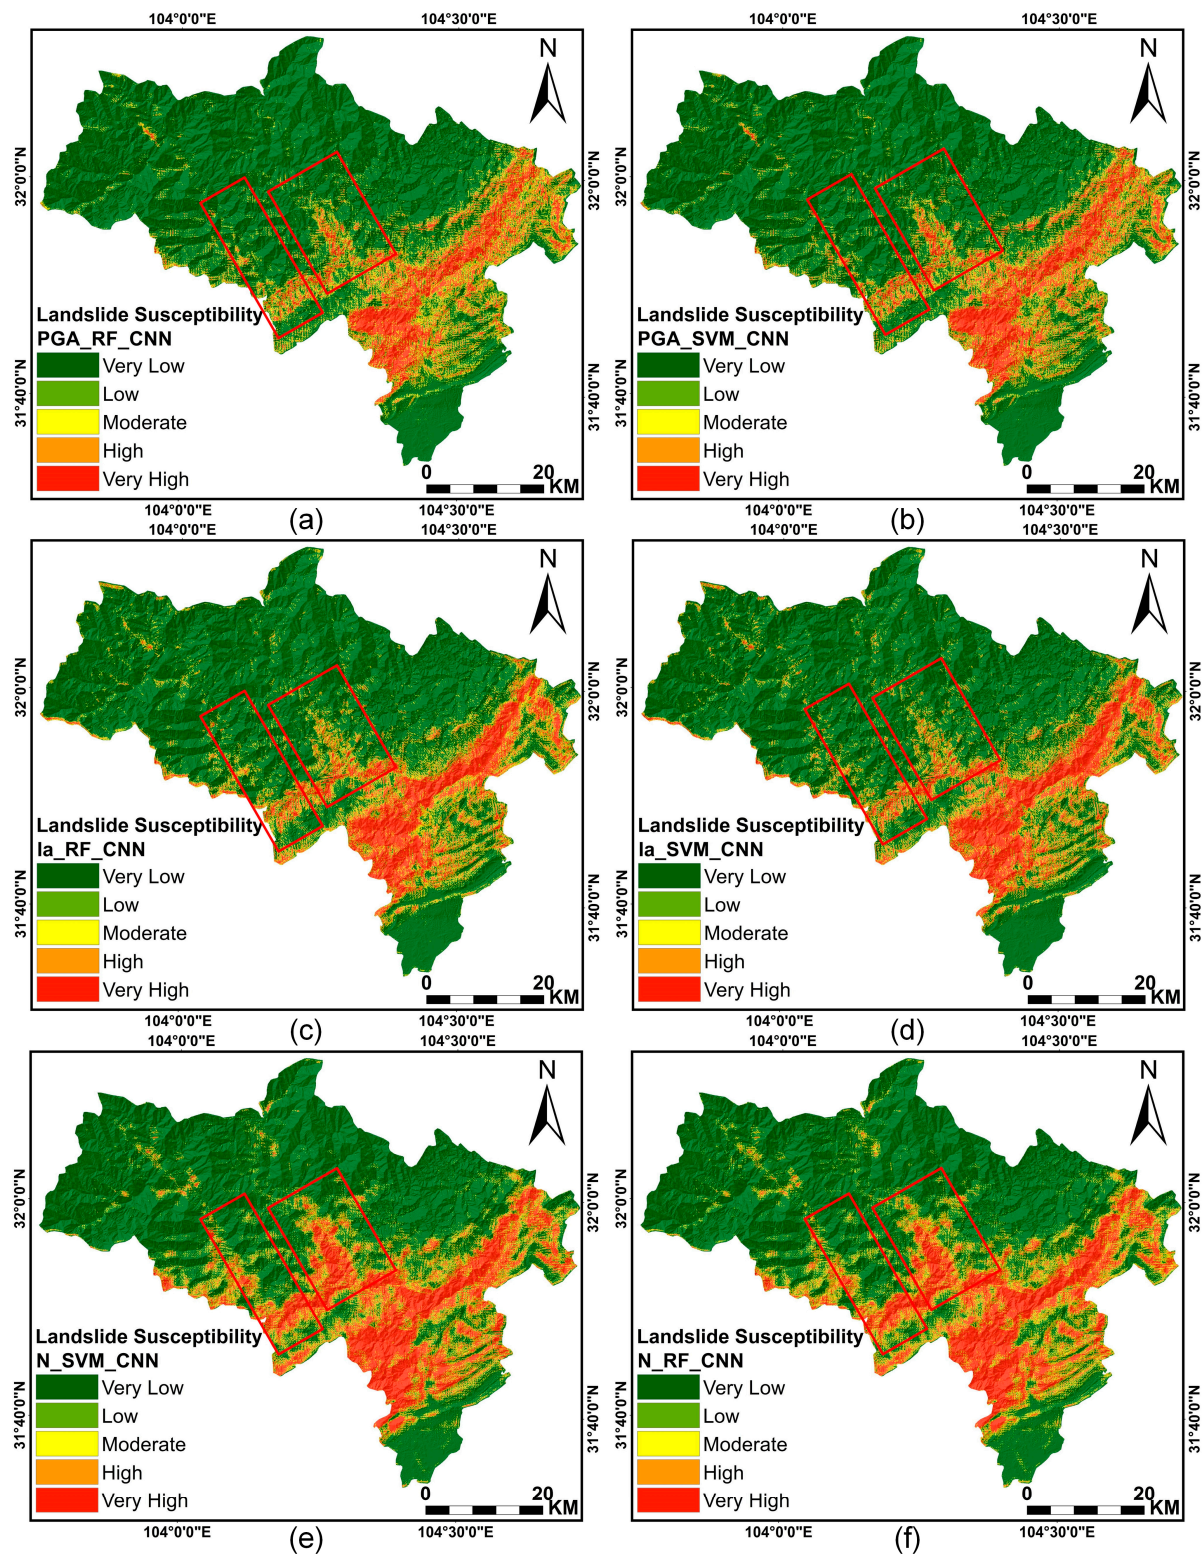 104°0'0"E 104°30'0"E 104°0'0"E 104°30'0"E
N N
32°0'0"N 32°0'0"N 32°0'0"N 32°0'0"N
Landslide Susceptibility Landslide Susceptibility
PGA_RF_CNN PGA_SVM_CNN
Very Low Very Low
Low Low
31°40'0"N 31°40'0"N 31°40'0"N 31°40'0"N
Moderate Moderate
High High
Very High 0 20 Very High 0 20
KM KM
104°0'0"E (a) 104°30'0"E 104°0'0"E (b) 104°30'0"E
104°0'0"E 104°30'0"E 104°0'0"E 104°30'0"E
N N
32°0'0"N 32°0'0"N 32°0'0"N 32°0'0"N
Landslide Susceptibility Landslide Susceptibility
Ia_RF_CNN Ia_SVM_CNN
Very Low Very Low
Low Low
31°40'0"N 31°40'0"N 31°40'0"N 31°40'0"N
Moderate Moderate
High High
Very High 0 20 Very High 0 20
KM KM
104°0'0"E (c) 104°30'0"E 104°0'0"E (d) 104°30'0"E
104°0'0"E 104°30'0"E 104°0'0"E 104°30'0"E
N N
32°0'0"N 32°0'0"N 32°0'0"N 32°0'0"N
Landslide Susceptibility Landslide Susceptibility
N_SVM_CNN N_RF_CNN
Very Low Very Low
Low Low
31°40'0"N 31°40'0"N 31°40'0"N 31°40'0"N
Moderate Moderate
High High
Very High 0 20 Very High 0 20
KM KM
104°0'0"E (e) 104°30'0"E 104°0'0"E (f) 104°30'0"E